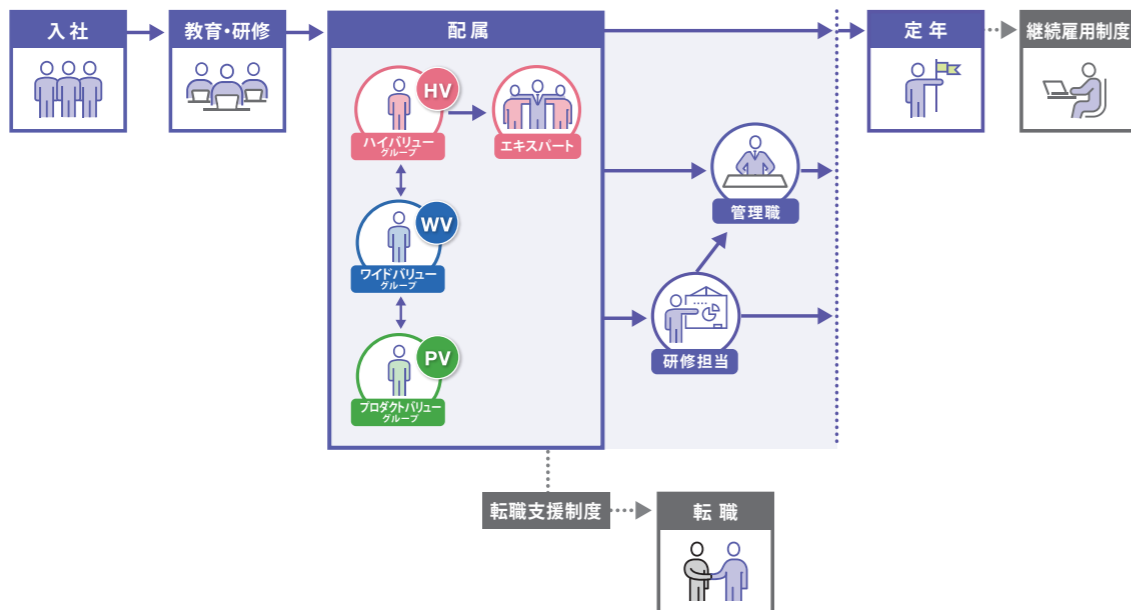 入社
教育・研修
配属
定年
継続雇用制度
HV
ハイバリュー
グループ
エキスパート
管理職
WV
ワイドバリュー
グループ
研修担当
PV
プロダクトバリュー
グループ
転職支援制度
転職